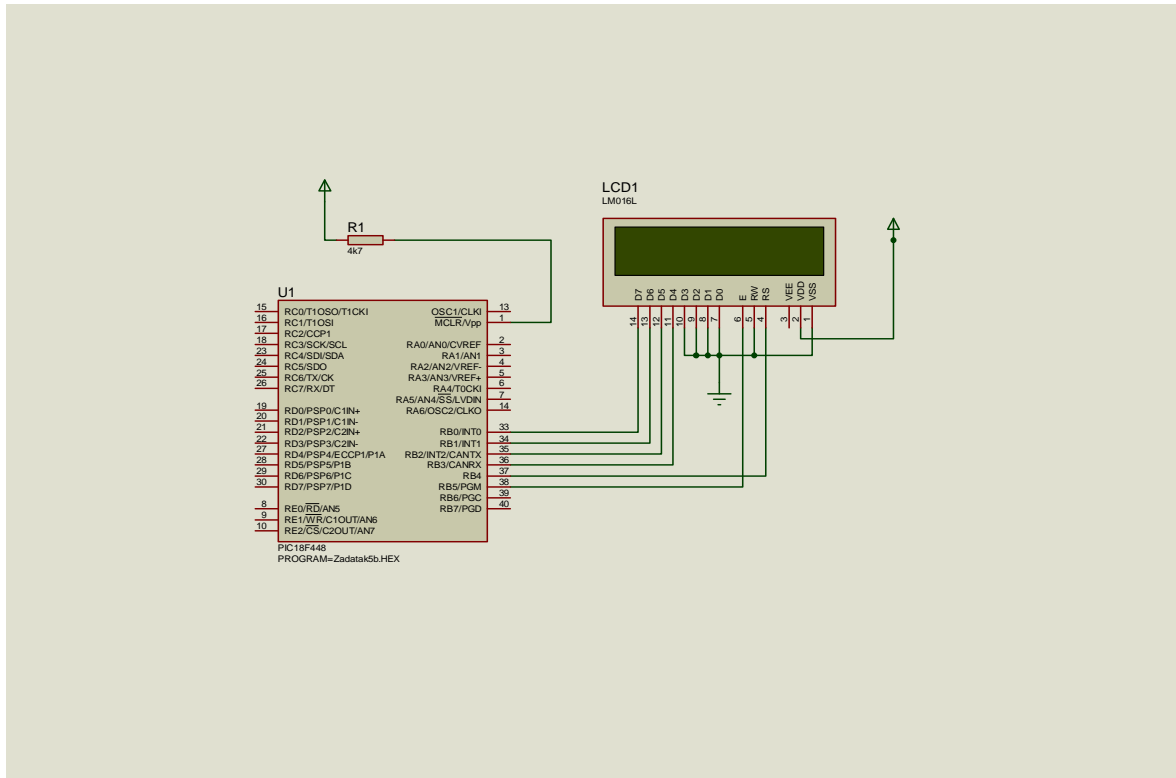 LCD1
LM016L
R1
4k7
D7 D6 D5 D4 D3 D2 D1 D0 E RW RS VEE VDD VSS
14 13 12 11 10 9 8 7 6 5 4 3 2 1
U1
15 RC0/T1OSO/T1CKI OSC1/CLKI 13
16 RC1/T1OSI MCLR/Vpp 1
17 RC2/CCP1
18 RC3/SCK/SCL RA0/AN0/CVREF 2
23 RC4/SDI/SDA RA1/AN1 3
24 RC5/SDO RA2/AN2/VREF- 4
25 RC6/TX/CK RA3/AN3/VREF+ 5
26 RC7/RX/DT RA4/T0CKI 6
RA5/AN4/SS/LVDIN 7
19 RD0/PSP0/C1IN+ RA6/OSC2/CLKO 14
20 RD1/PSP1/C1IN-
21 RD2/PSP2/C2IN+ RB0/INT0 33
22 RD3/PSP3/C2IN- RB1/INT1 34
27 RD4/PSP4/ECCP1/P1A RB2/INT2/CANTX 35
28 RD5/PSP5/P1B RB3/CANRX 36
29 RD6/PSP6/P1C RB4 37
30 RD7/PSP7/P1D RB5/PGM 38
RB6/PGC 39
8 RE0/RD/AN5 RB7/PGD 40
9 RE1/WR/C1OUT/AN6
10 RE2/CS/C2OUT/AN7
PIC18F448
PROGRAM=Zadatak5b.HEX